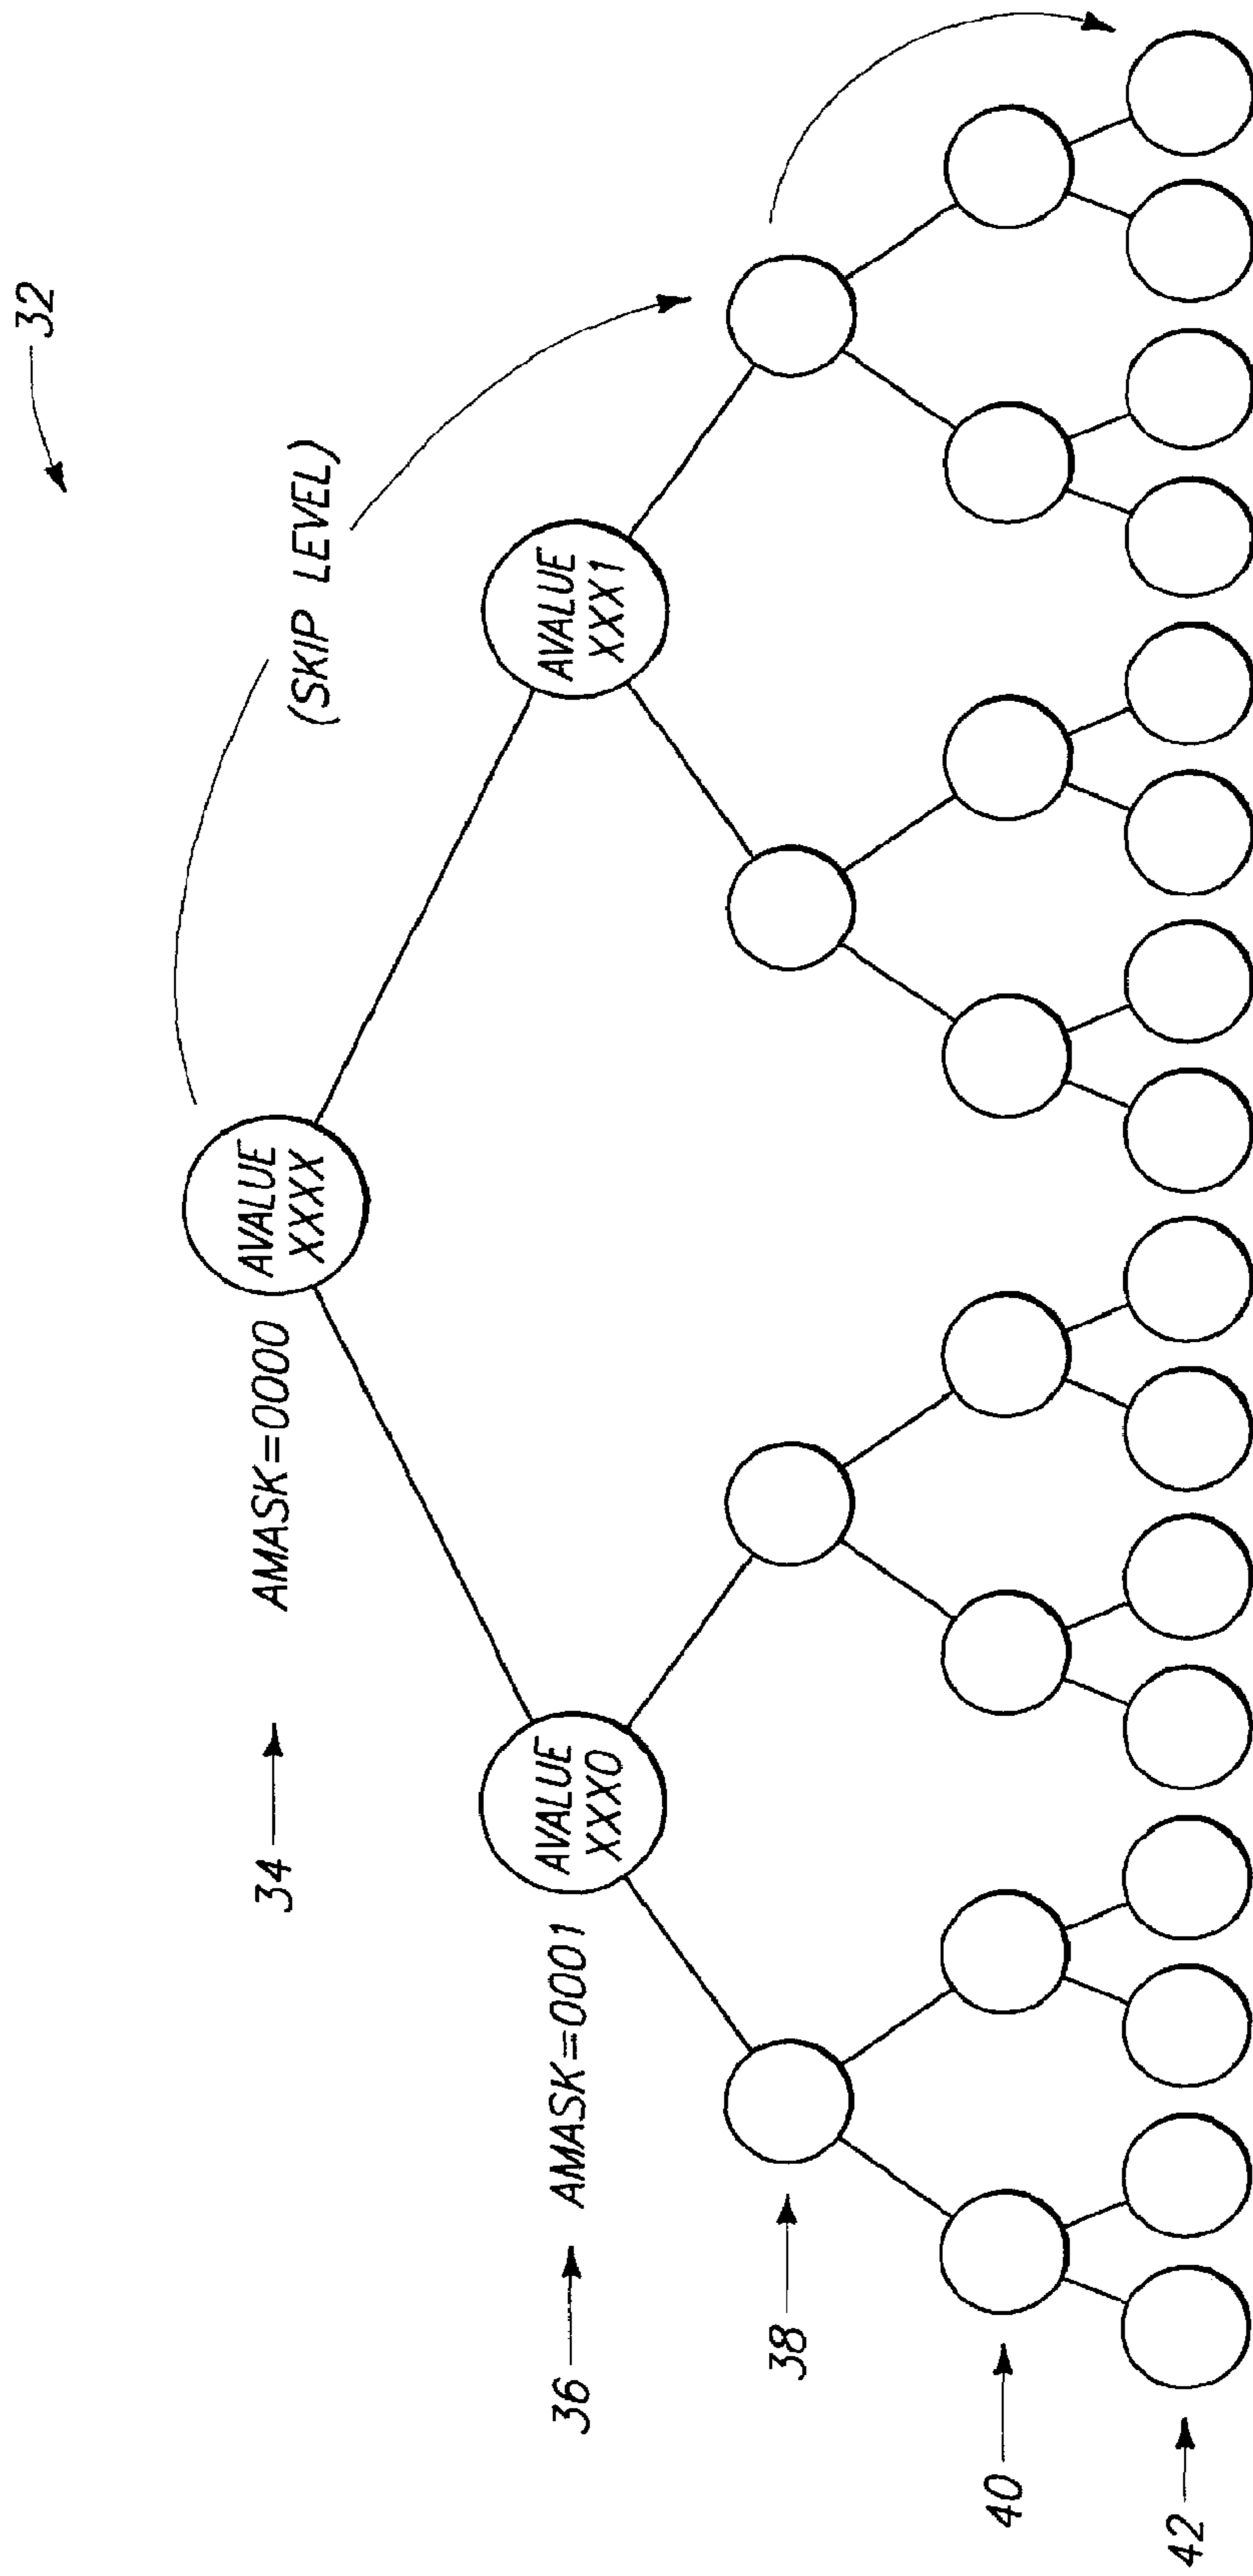 32
(SKIP LEVEL)
34
AMASK=0000
AVALUE
XXXX
36
AMASK=0001
AVALUE
XXX0
AVALUE
XXX1
38
40
42